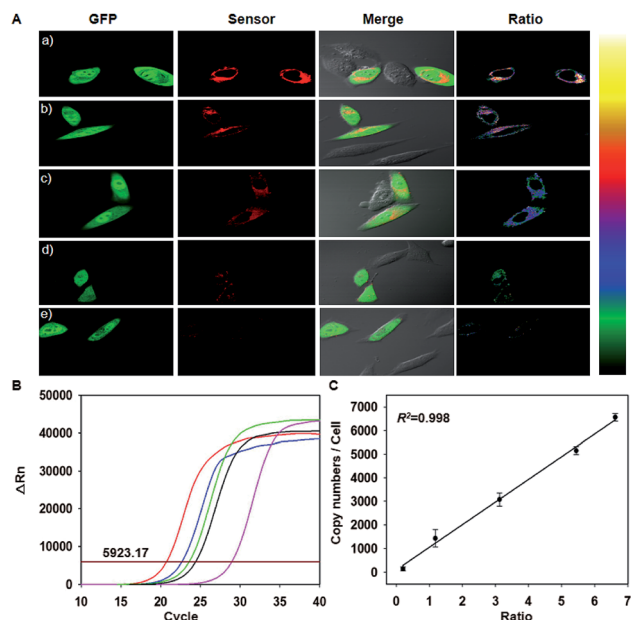 A GFP Sensor Merge Ratio
a)
b)
c)
d)
e)
B
50000
40000
30000
20000
10000
0
ΔRn
5923.17
10 15 20 25 30 35 40
Cycle
C
7000
6000
5000
4000
3000
2000
1000
0
Copy numbers / Cell
R²=0.998
0 1 2 3 4 5 6 7
Ratio